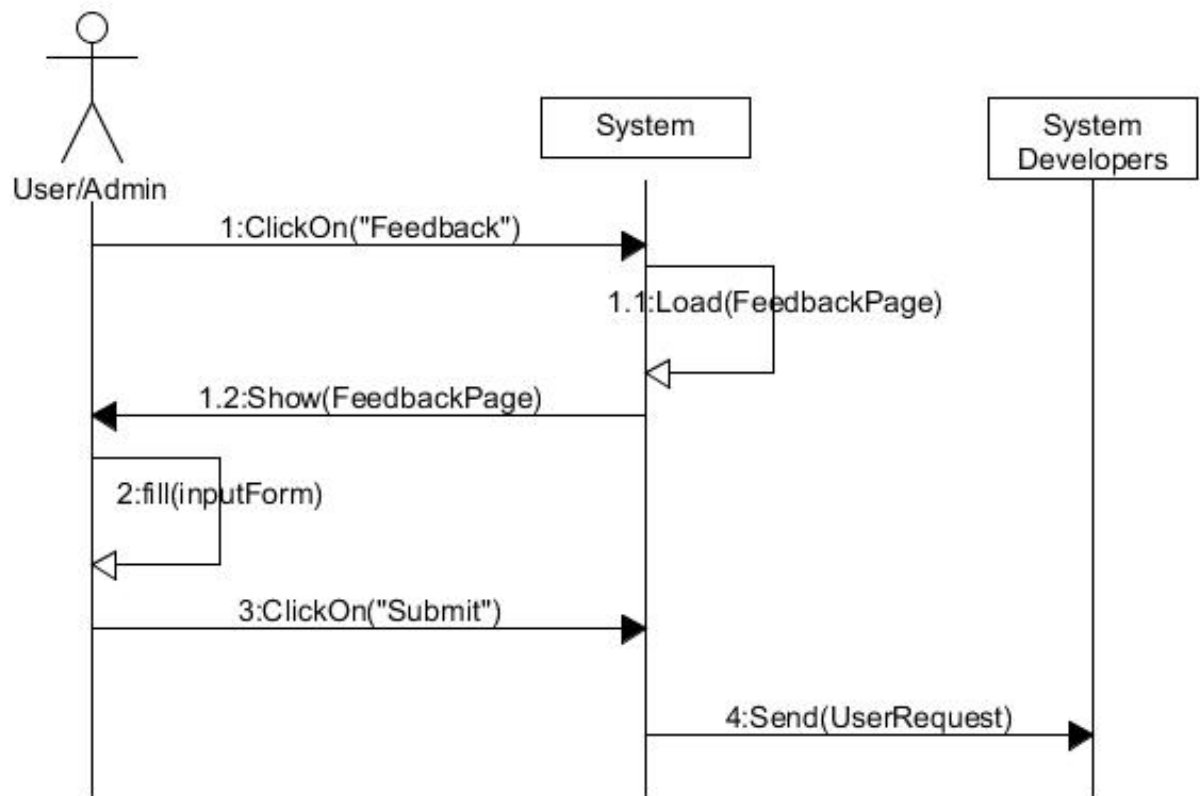 System
System
Developers
User/Admin
1:ClickOn("Feedback")
1.1:Load(FeedbackPage)
1.2:Show(FeedbackPage)
2:fill(inputForm)
3:ClickOn("Submit")
4:Send(UserRequest)